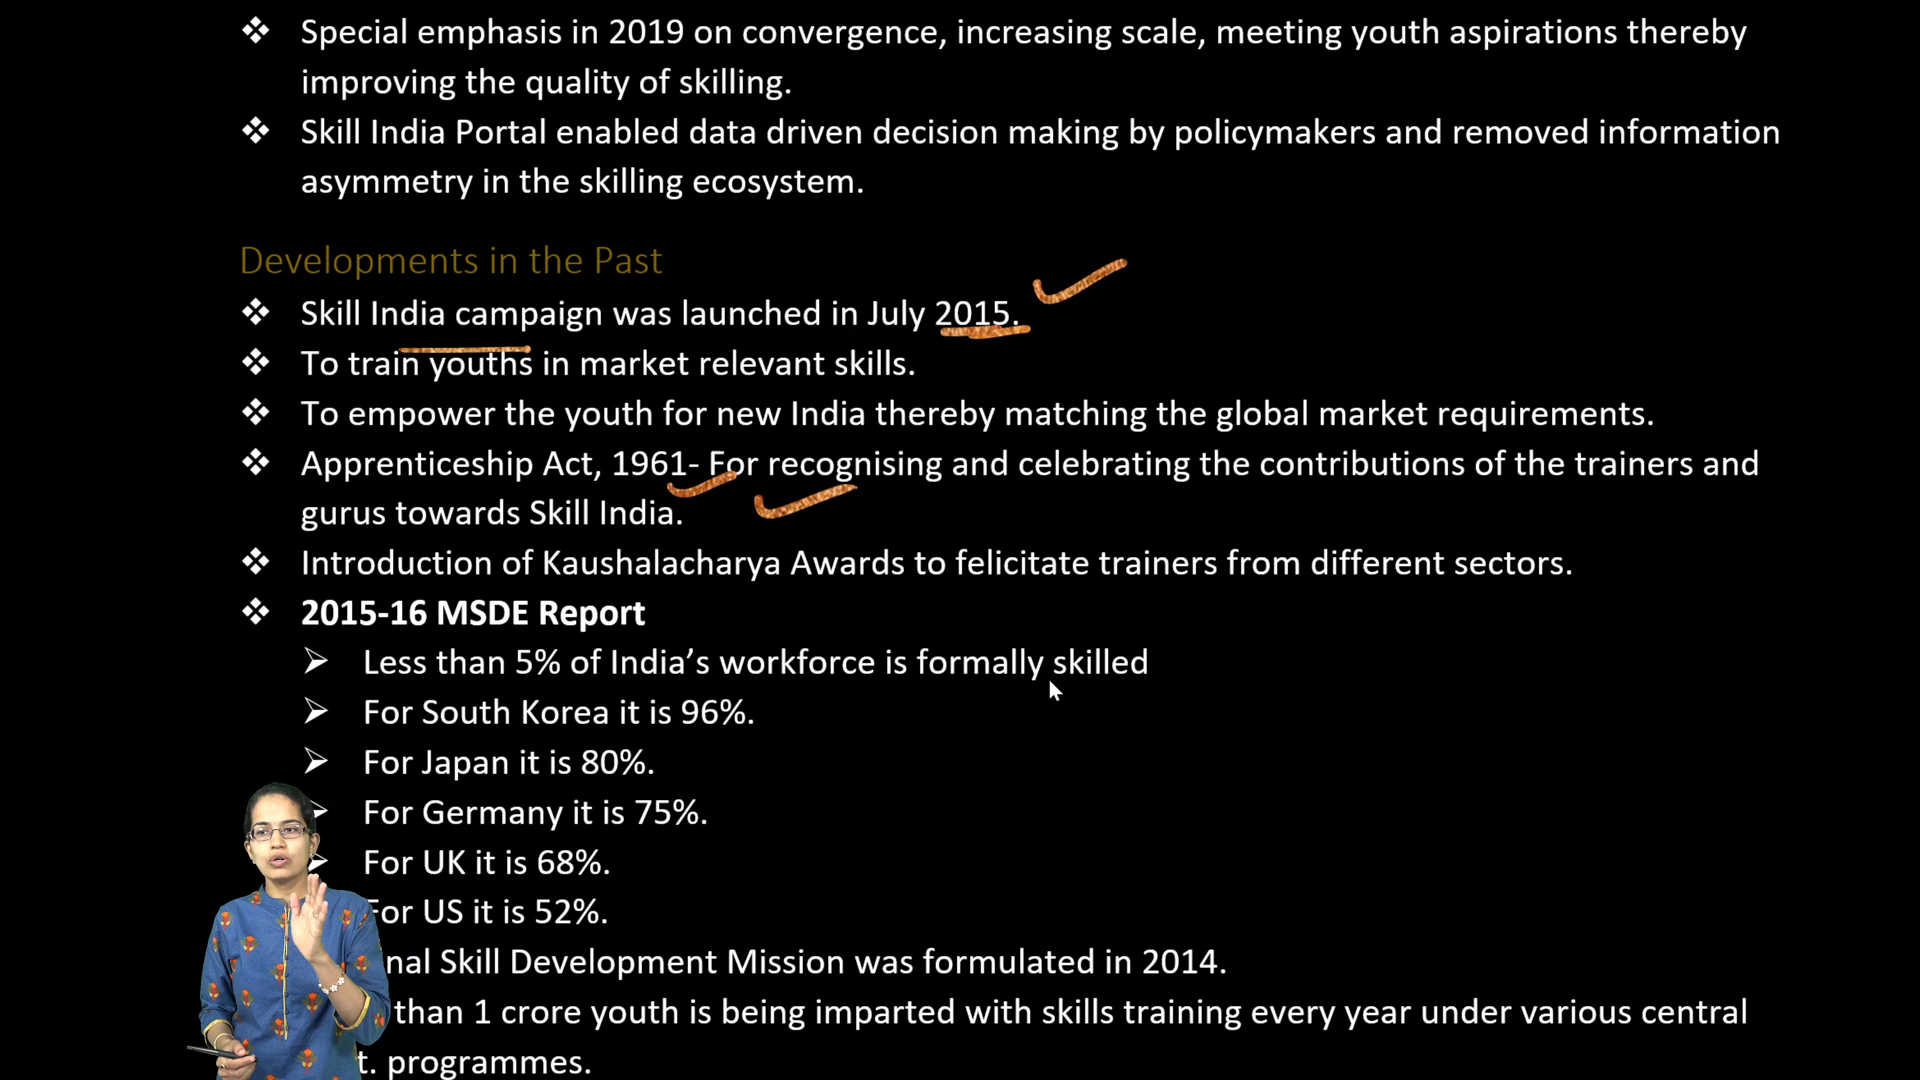 Special emphasis in 2019 on convergence, increasing scale, meeting youth aspirations thereby
improving the quality of skilling.
Skill India Portal enabled data driven decision making by policymakers and removed information
asymmetry in the skilling ecosystem.
Developments in the Past
Skill India campaign was launched in July 2015.
To train youths in market relevant skills.
To empower the youth for new India thereby matching the global market requirements.
Apprenticeship Act, 1961- For recognising and celebrating the contributions of the trainers and
gurus towards Skill India.
Introduction of Kaushalacharya Awards to felicitate trainers from different sectors.
2015-16 MSDE Report
Less than 5% of India’s workforce is formally skilled
For South Korea it is 96%.
For Japan it is 80%.
For Germany it is 75%.
For UK it is 68%.
For US it is 52%.
Skill Development Mission was formulated in 2014.
than 1 crore youth is being imparted with skills training every year under various central
programmes.